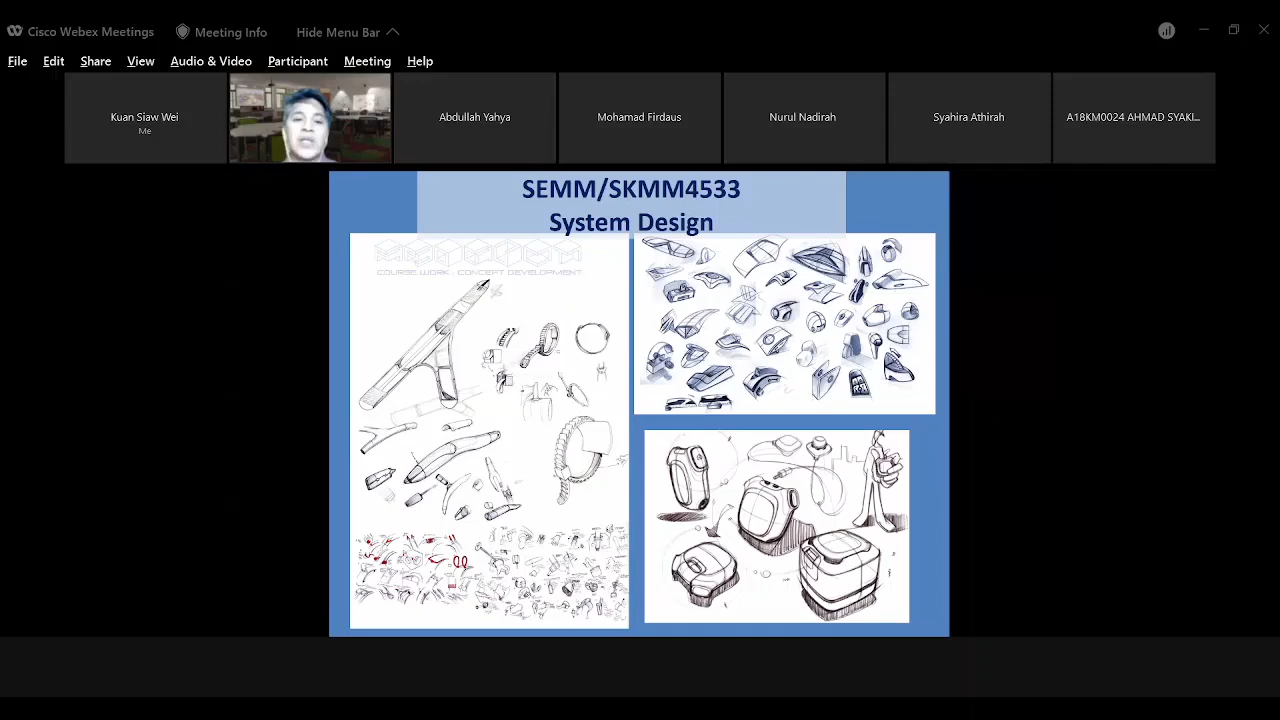 Cisco Webex Meetings
Meeting Info
Hide Menu Bar
File Edit Share View Audio & Video Participant Meeting Help
Kuan Siaw Wei
Me
Abdullah Yahya
Mohamad Firdaus
Nurul Nadirah
Syahira Athirah
A18KM0024 AHMAD SYAKI...
SEMM/SKMM4533
System Design
COURSE WORK : CONCEPT DEVELOPMENT